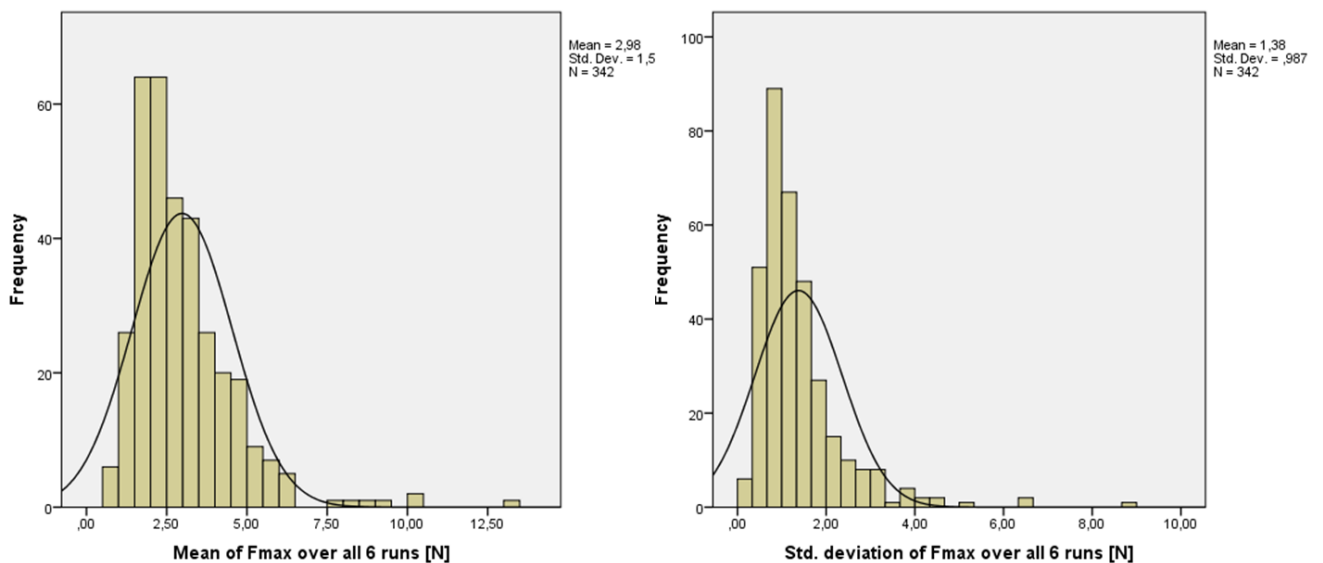 Mean = 2,98
Std. Dev. = 1,5
N = 342
60
40
20
0
Frequency
,00
2,50
5,00
7,50
10,00
12,50
Mean of Fmax over all 6 runs [N]
Mean = 1,38
Std. Dev. = ,987
N = 342
100
80
60
40
20
0
Frequency
,00
2,00
4,00
6,00
8,00
10,00
Std. deviation of Fmax over all 6 runs [N]